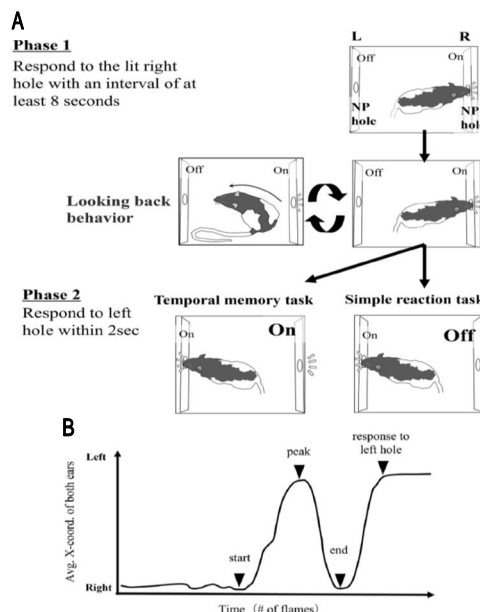 A
Phase 1
Respond to the lit right
hole with an interval of at
least 8 seconds
L R
Off On
NP NP
hole hole
Looking back
behavior
Off On
Off On
Phase 2
Respond to left
hole within 2sec
Temporal memory task Simple reaction task
On On
On Off
B
Avg. X-coord. of both ears
Left
Right
start
peak
end
response to
left hole
Time (# of flames)